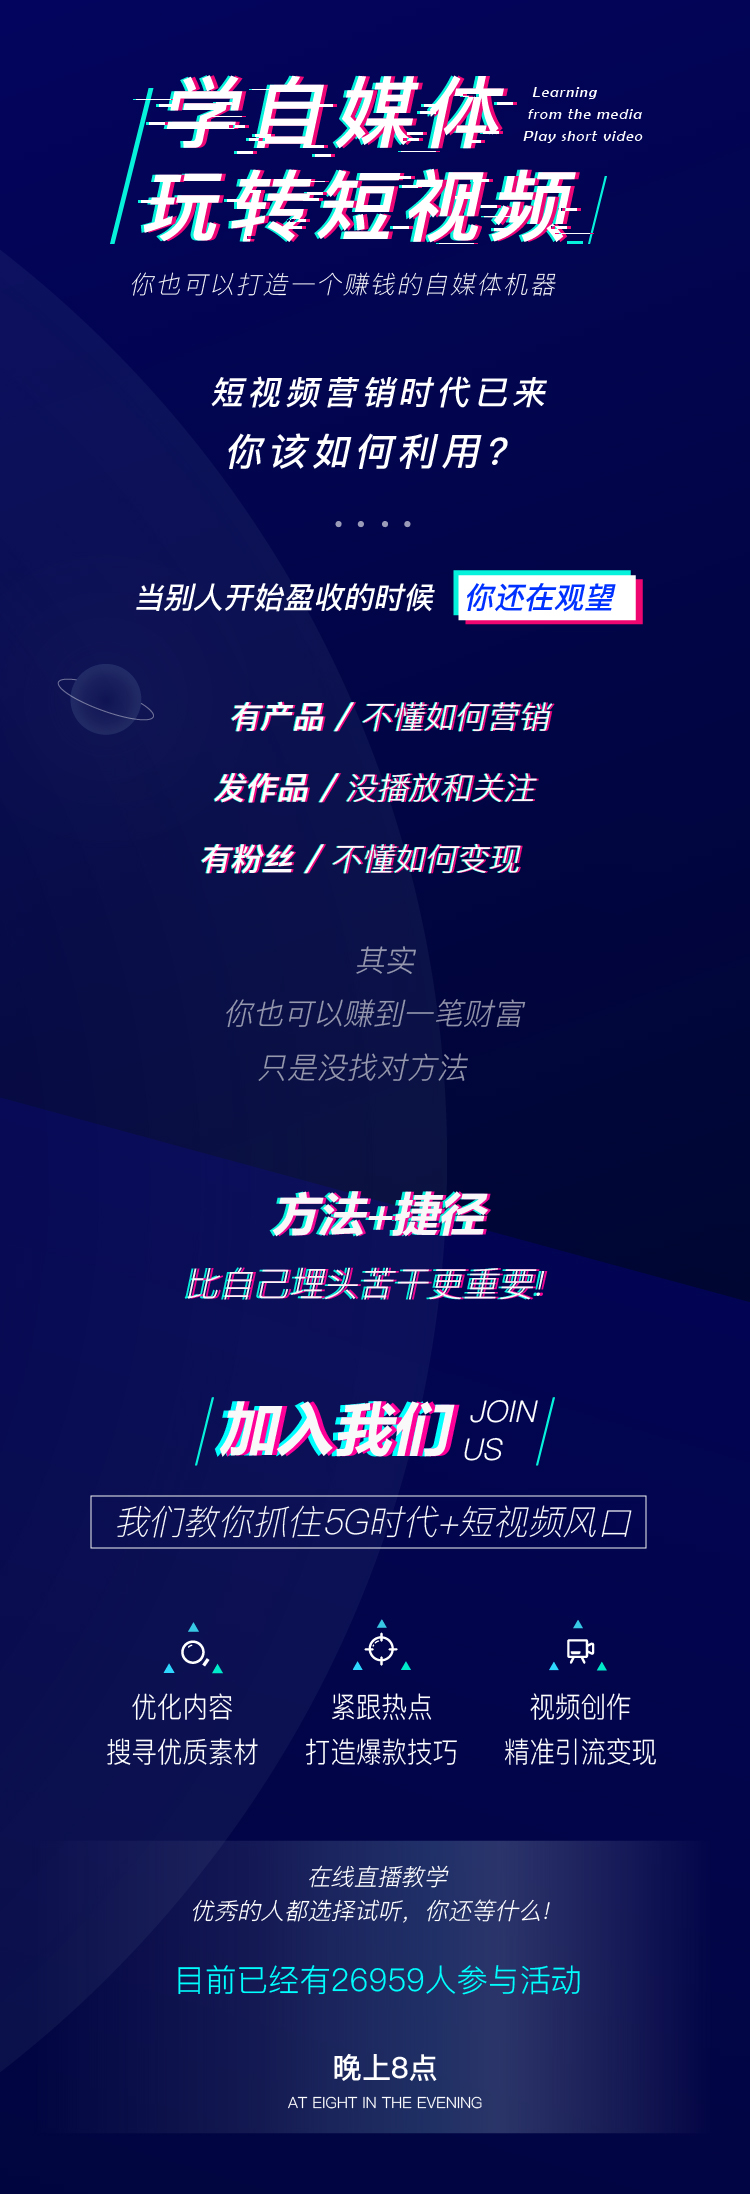 学自媒体
Learning
from the media
Play short video
玩转短视频
你也可以打造一个赚钱的自媒体机器
短视频营销时代已来
你该如何利用?
当别人开始盈收的时候 你还在观望
有产品 / 不懂如何营销
发作品 / 没播放和关注
有粉丝 / 不懂如何变现
其实
你也可以赚到一笔财富
只是没找对方法
方法+捷径
比自己埋头苦干更重要!
加入我们
JOIN
US
我们教你抓住5G时代+短视频风口
优化内容
搜寻优质素材
紧跟热点
打造爆款技巧
视频创作
精准引流变现
在线直播教学
优秀的人都选择试听，你还等什么!
目前已经有26959人参与活动
晚上8点
AT EIGHT IN THE EVENING